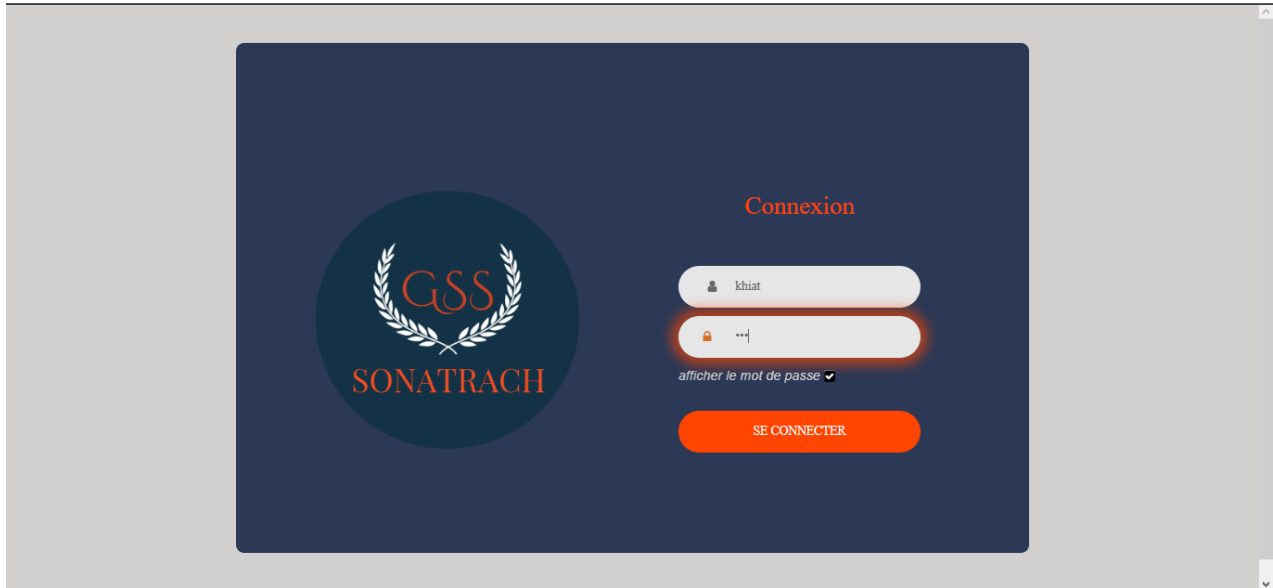 GSS
SONATRACH
Connexion
khiat
•••
afficher le mot de passe
SE CONNECTER